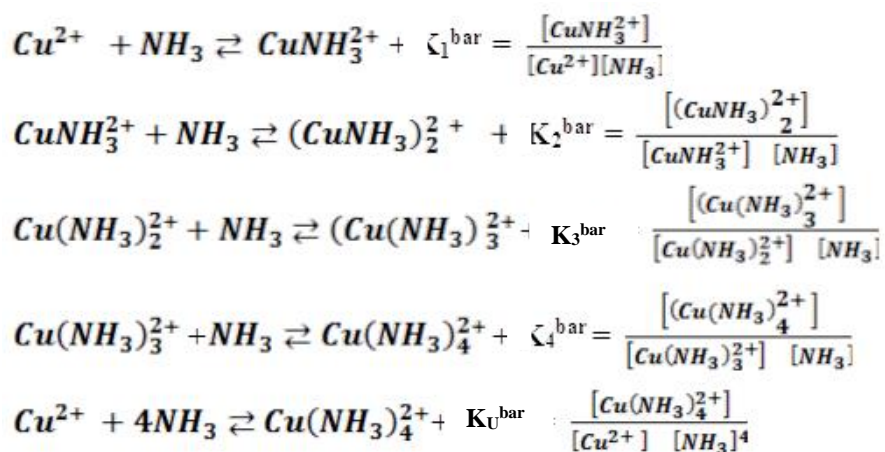 Cu²⁺ + NH₃ ⇄ CuNH₃²⁺ + ζ₁ᵇᵃʳ = [CuNH₃²⁺] / [Cu²⁺][NH₃]
CuNH₃²⁺ + NH₃ ⇄ (CuNH₃)₂² ⁺ + K₂ᵇᵃʳ = [(CuNH₃)₂²⁺] / [CuNH₃²⁺] [NH₃]
Cu(NH₃)₂²⁺ + NH₃ ⇄ (Cu(NH₃) ₃²⁺ + K₃ᵇᵃʳ [(Cu(NH₃)₃²⁺] / [Cu(NH₃)₂²⁺] [NH₃]
Cu(NH₃)₃²⁺ +NH₃ ⇄ Cu(NH₃)₄²⁺ + ζ₄ᵇᵃʳ = [(Cu(NH₃)₄²⁺] / [Cu(NH₃)₃²⁺] [NH₃]
Cu²⁺ + 4NH₃ ⇄ Cu(NH₃)₄²⁺ + K_Uᵇᵃʳ : [Cu(NH₃)₄²⁺] / [Cu²⁺ ] [NH₃]⁴